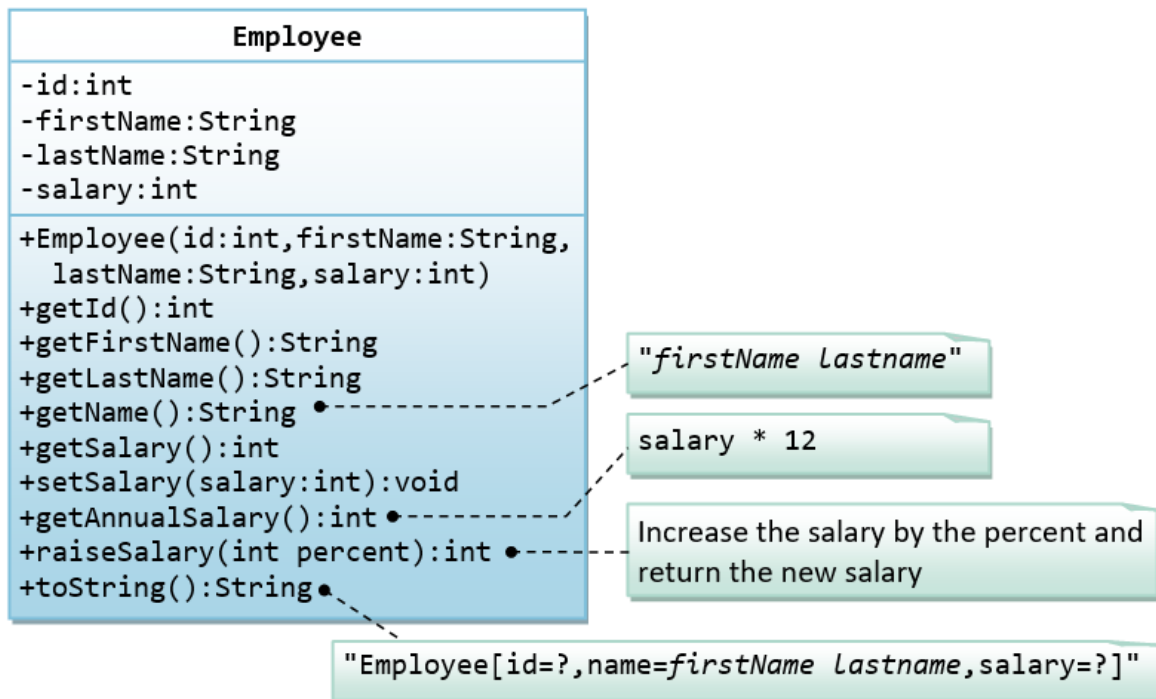 Employee
-id:int
-firstName:String
-lastName:String
-salary:int
+Employee(id:int,firstName:String,
lastName:String,salary:int)
+getId():int
+getFirstName():String
+getLastName():String
+getName():String
"firstName lastname"
+getSalary():int
+setSalary(salary:int):void
+getAnnualSalary():int
salary * 12
+raiseSalary(int percent):int
Increase the salary by the percent and
return the new salary
+toString():String
"Employee[id=?,name=firstName lastname,salary=?]"